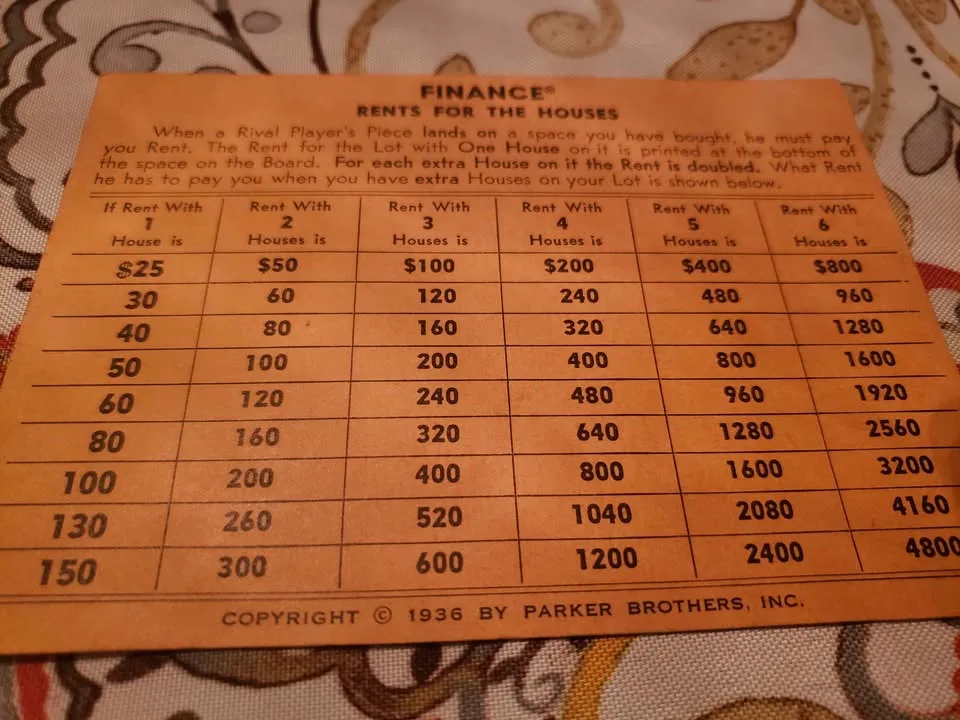 FINANCE®
RENTS FOR THE HOUSES
When a Rival Player's Piece lands on a space you have bought, he must pay
you Rent. The Rent for the Lot with One House on it is printed at the bottom of
the space on the Board. For each extra House on it the Rent is doubled. What Rent
he has to pay you when you have extra Houses on your Lot is shown below.
If Rent With Rent With Rent With Rent With Rent With Rent With
1 2 3 4 5 6
House is Houses is Houses is Houses is Houses is Houses is
$25 $50 $100 $200 $400 $800
30 60 120 240 480 960
40 80 160 320 640 1280
50 100 200 400 800 1600
60 120 240 480 960 1920
80 160 320 640 1280 2560
100 200 400 800 1600 3200
130 260 520 1040 2080 4160
150 300 600 1200 2400 4800
COPYRIGHT © 1936 BY PARKER BROTHERS, INC.